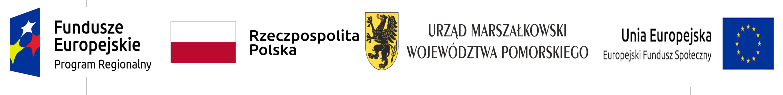 Fundusze
Europejskie
Program Regionalny
Rzeczpospolita
Polska
URZĄD MARSZAŁKOWSKI
WOJEWÓDZTWA POMORSKIEGO
Unia Europejska
Europejski Fundusz Społeczny